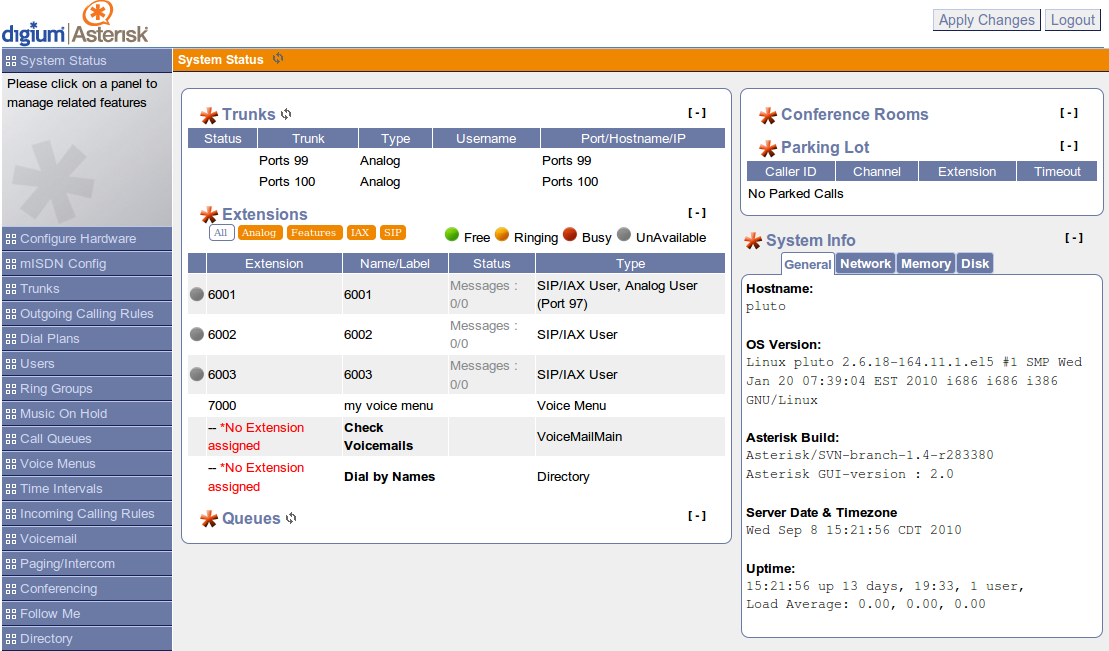 digium Asterisk
Apply Changes Logout
System Status
Please click on a panel to
manage related features
Configure Hardware
mISDN Config
Trunks
Outgoing Calling Rules
Dial Plans
Users
Ring Groups
Music On Hold
Call Queues
Voice Menus
Time Intervals
Incoming Calling Rules
Voicemail
Paging/Intercom
Conferencing
Follow Me
Directory
System Status
Trunks [-]
Status Trunk Type Username Port/Hostname/IP
Ports 99 Analog Ports 99
Ports 100 Analog Ports 100
Extensions [-]
All Analog Features IAX SIP Free Ringing Busy UnAvailable
Extension Name/Label Status Type
6001 6001 Messages : 0/0 SIP/IAX User, Analog User
(Port 97)
6002 6002 Messages : 0/0 SIP/IAX User
6003 6003 Messages : 0/0 SIP/IAX User
7000 my voice menu Voice Menu
-- *No Extension assigned Check Voicemails VoiceMailMain
-- *No Extension assigned Dial by Names Directory
Queues [-]
Conference Rooms [-]
Parking Lot [-]
Caller ID Channel Extension Timeout
No Parked Calls
System Info [-]
General Network Memory Disk
Hostname:
pluto
OS Version:
Linux pluto 2.6.18-164.11.1.el5 #1 SMP Wed
Jan 20 07:39:04 EST 2010 i686 i686 i386
GNU/Linux
Asterisk Build:
Asterisk/SVN-branch-1.4-r283380
Asterisk GUI-version : 2.0
Server Date & Timezone
Wed Sep 8 15:21:56 CDT 2010
Uptime:
15:21:56 up 13 days, 19:33, 1 user,
Load Average: 0.00, 0.00, 0.00